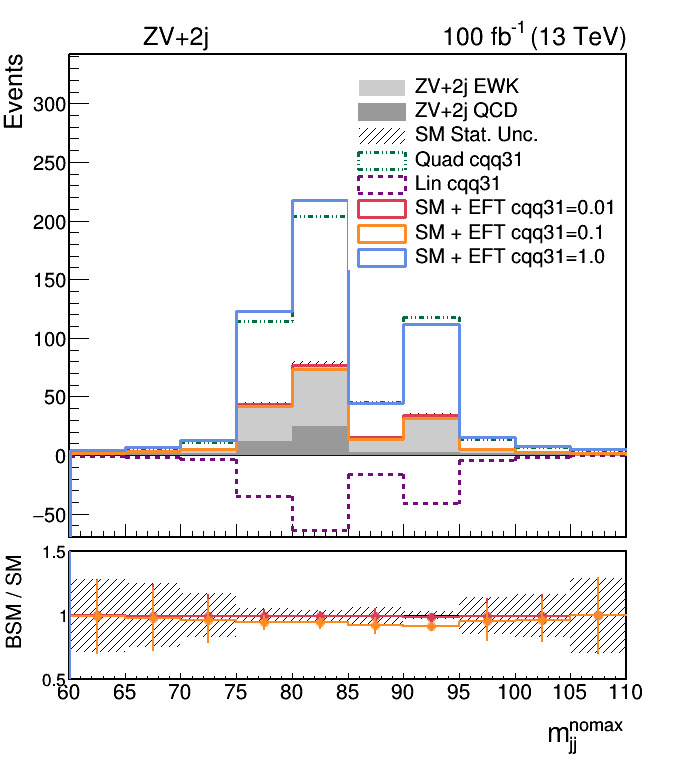 ZV+2j 100 fb-1 (13 TeV)
Events
ZV+2j EWK
ZV+2j QCD
SM Stat. Unc.
Quad cqq31
Lin cqq31
SM + EFT cqq31=0.01
SM + EFT cqq31=0.1
SM + EFT cqq31=1.0
300
250
200
150
100
50
0
−50
BSM / SM
1.5
1
0.5
60 65 70 75 80 85 90 95 100 105 110
m_jj^nomax